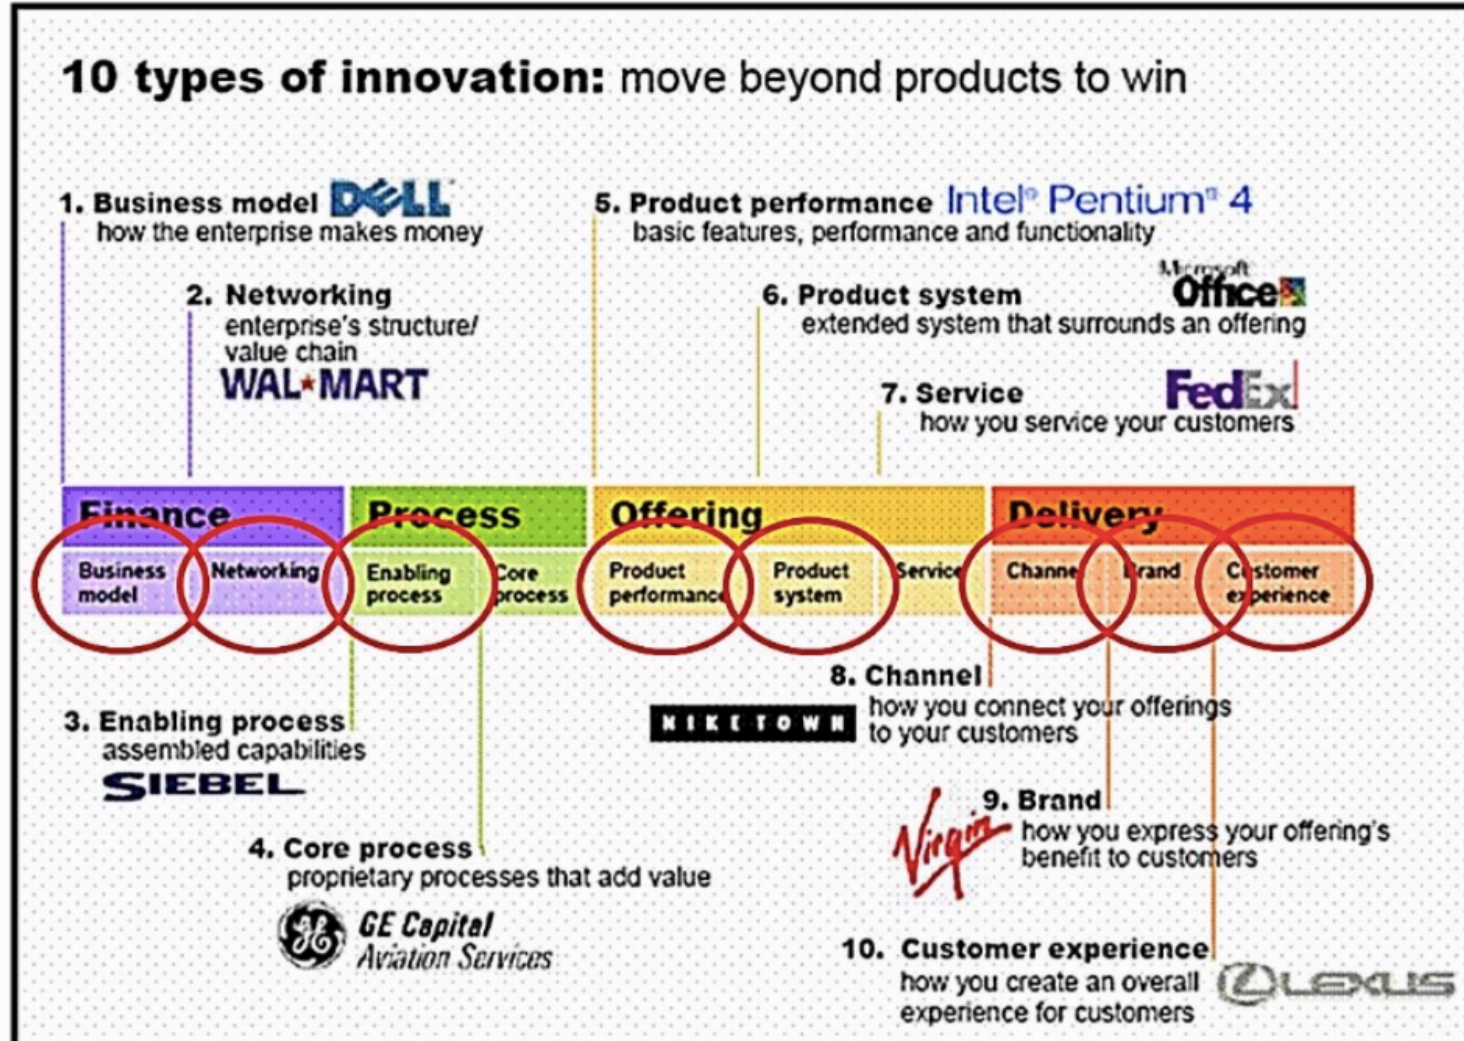 10 types of innovation: move beyond products to win
1. Business model DELL
how the enterprise makes money
2. Networking
enterprise's structure/
value chain
WAL★MART
5. Product performance Intel® Pentium® 4
basic features, performance and functionality
6. Product system Microsoft Office
extended system that surrounds an offering
7. Service FedEx
how you service your customers
Finance Process Offering Delivery
Business model
Networking
Enabling process
Core process
Product performance
Product system
Service
Channel
Brand
Customer experience
3. Enabling process
assembled capabilities
SIEBEL
4. Core process
proprietary processes that add value
GE GE Capital
Aviation Services
8. Channel
how you connect your offerings
to your customers
NIKETOWN
9. Brand
how you express your offering's
benefit to customers
Virgin
10. Customer experience
how you create an overall
experience for customers
LEXUS